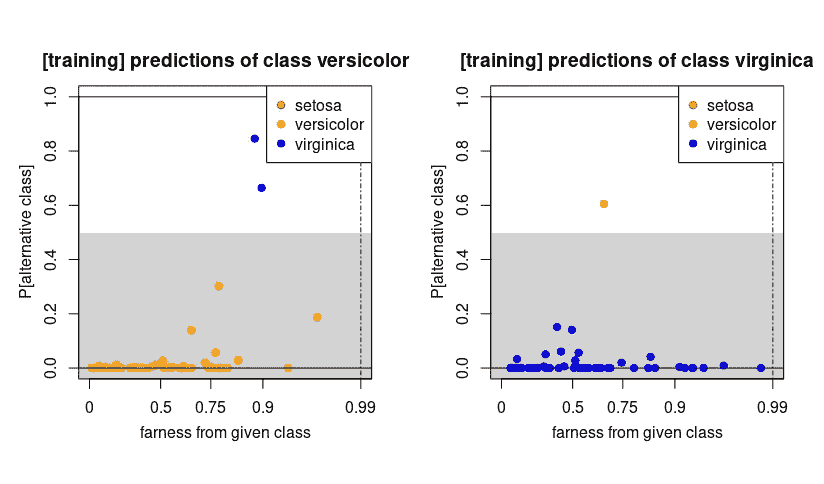 [training] predictions of class versicolor
1.0
0.8
0.6
0.4
0.2
0.0
P[alternative class]
setosa
versicolor
virginica
0 0.5 0.75 0.9 0.99
farness from given class
[training] predictions of class virginica
1.0
0.8
0.6
0.4
0.2
0.0
P[alternative class]
setosa
versicolor
virginica
0 0.5 0.75 0.9 0.99
farness from given class